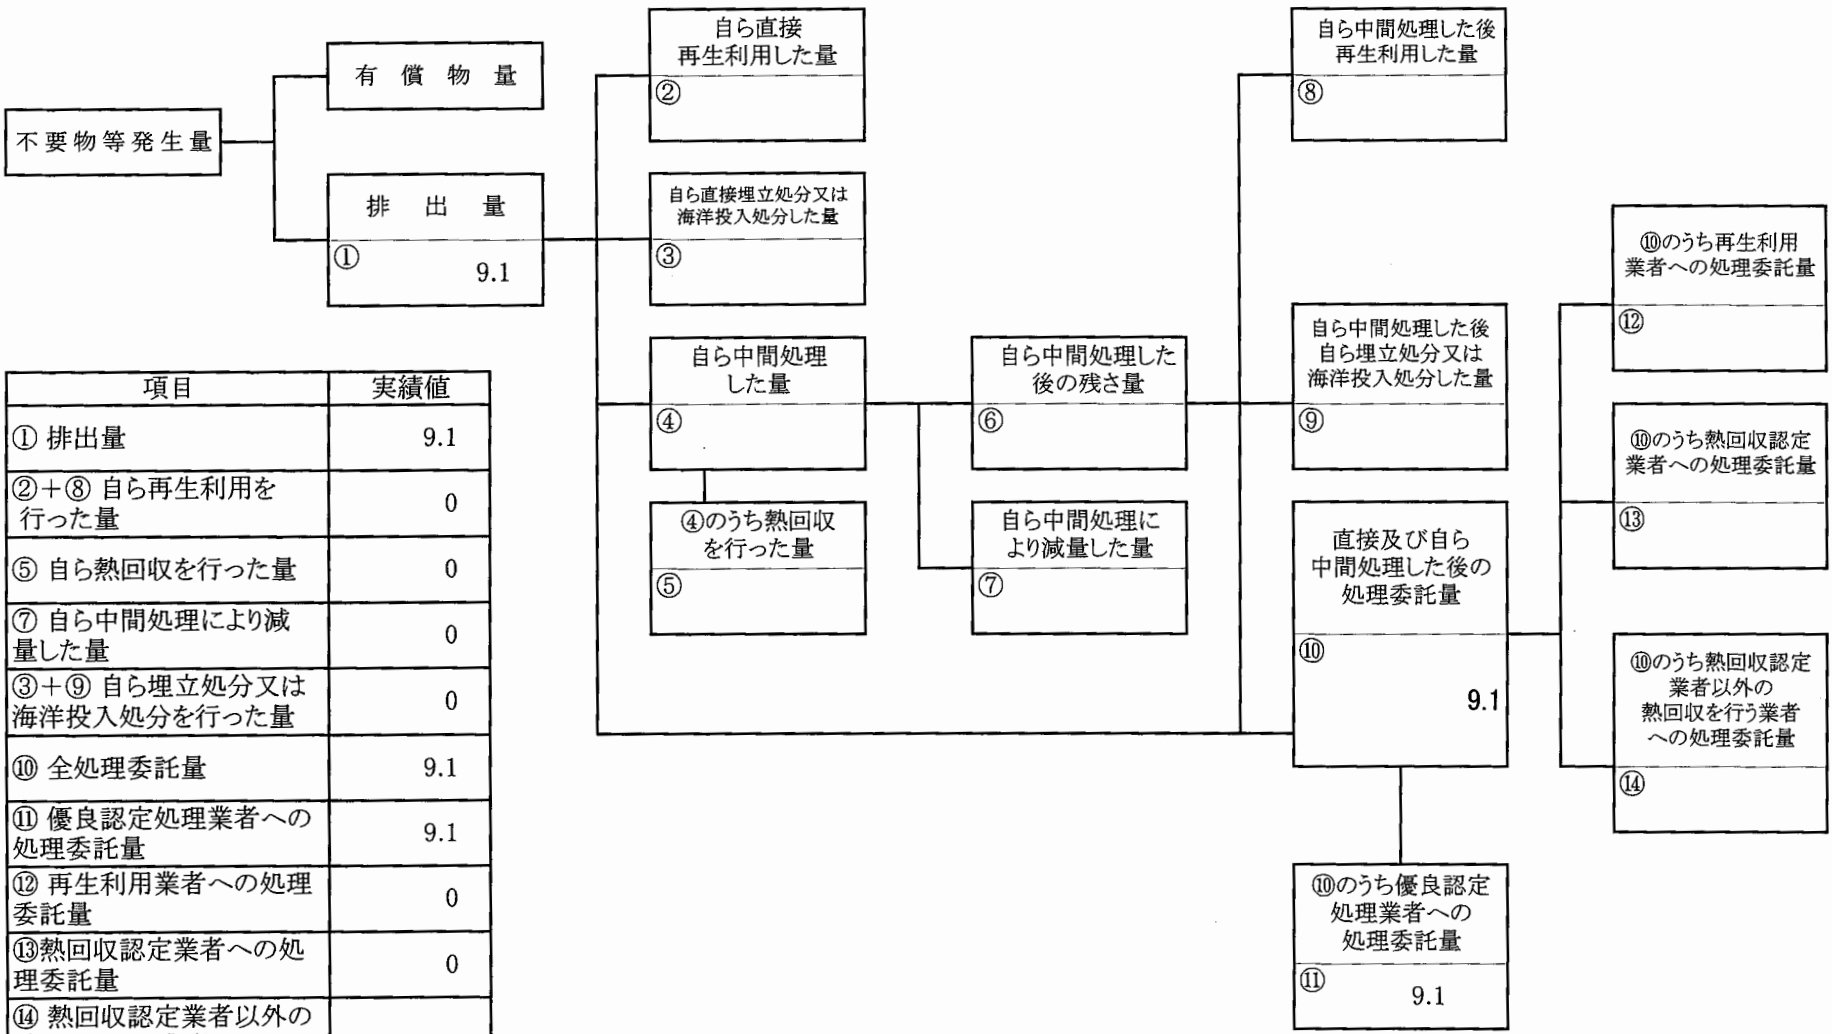 不要物等発生量
有償物量
排出量
①
9.1
自ら直接
再生利用した量
②
自ら直接埋立処分又は
海洋投入処分した量
③
自ら中間処理
した量
④
④のうち熱回収
を行った量
⑤
自ら中間処理した
後の残さ量
⑥
自ら中間処理に
より減量した量
⑦
自ら中間処理した後
再生利用した量
⑧
自ら中間処理した後
自ら埋立処分又は
海洋投入処分した量
⑨
直接及び自ら
中間処理した後の
処理委託量
⑩
9.1
⑩のうち優良認定
処理業者への
処理委託量
⑪
9.1
⑩のうち再生利用
業者への処理委託量
⑫
⑩のうち熱回収認定
業者への処理委託量
⑬
⑩のうち熱回収認定
業者以外の
熱回収を行う業者
への処理委託量
⑭
項目 実績値
① 排出量 9.1
②+⑧ 自ら再生利用を
行った量 0
⑤ 自ら熱回収を行った量 0
⑦ 自ら中間処理により減
量した量 0
③+⑨ 自ら埋立処分又は
海洋投入処分を行った量 0
⑩ 全処理委託量 9.1
⑪ 優良認定処理業者への
処理委託量 9.1
⑫ 再生利用業者への処理
委託量 0
⑬熱回収認定業者への処
理委託量 0
⑭ 熱回収認定業者以外の